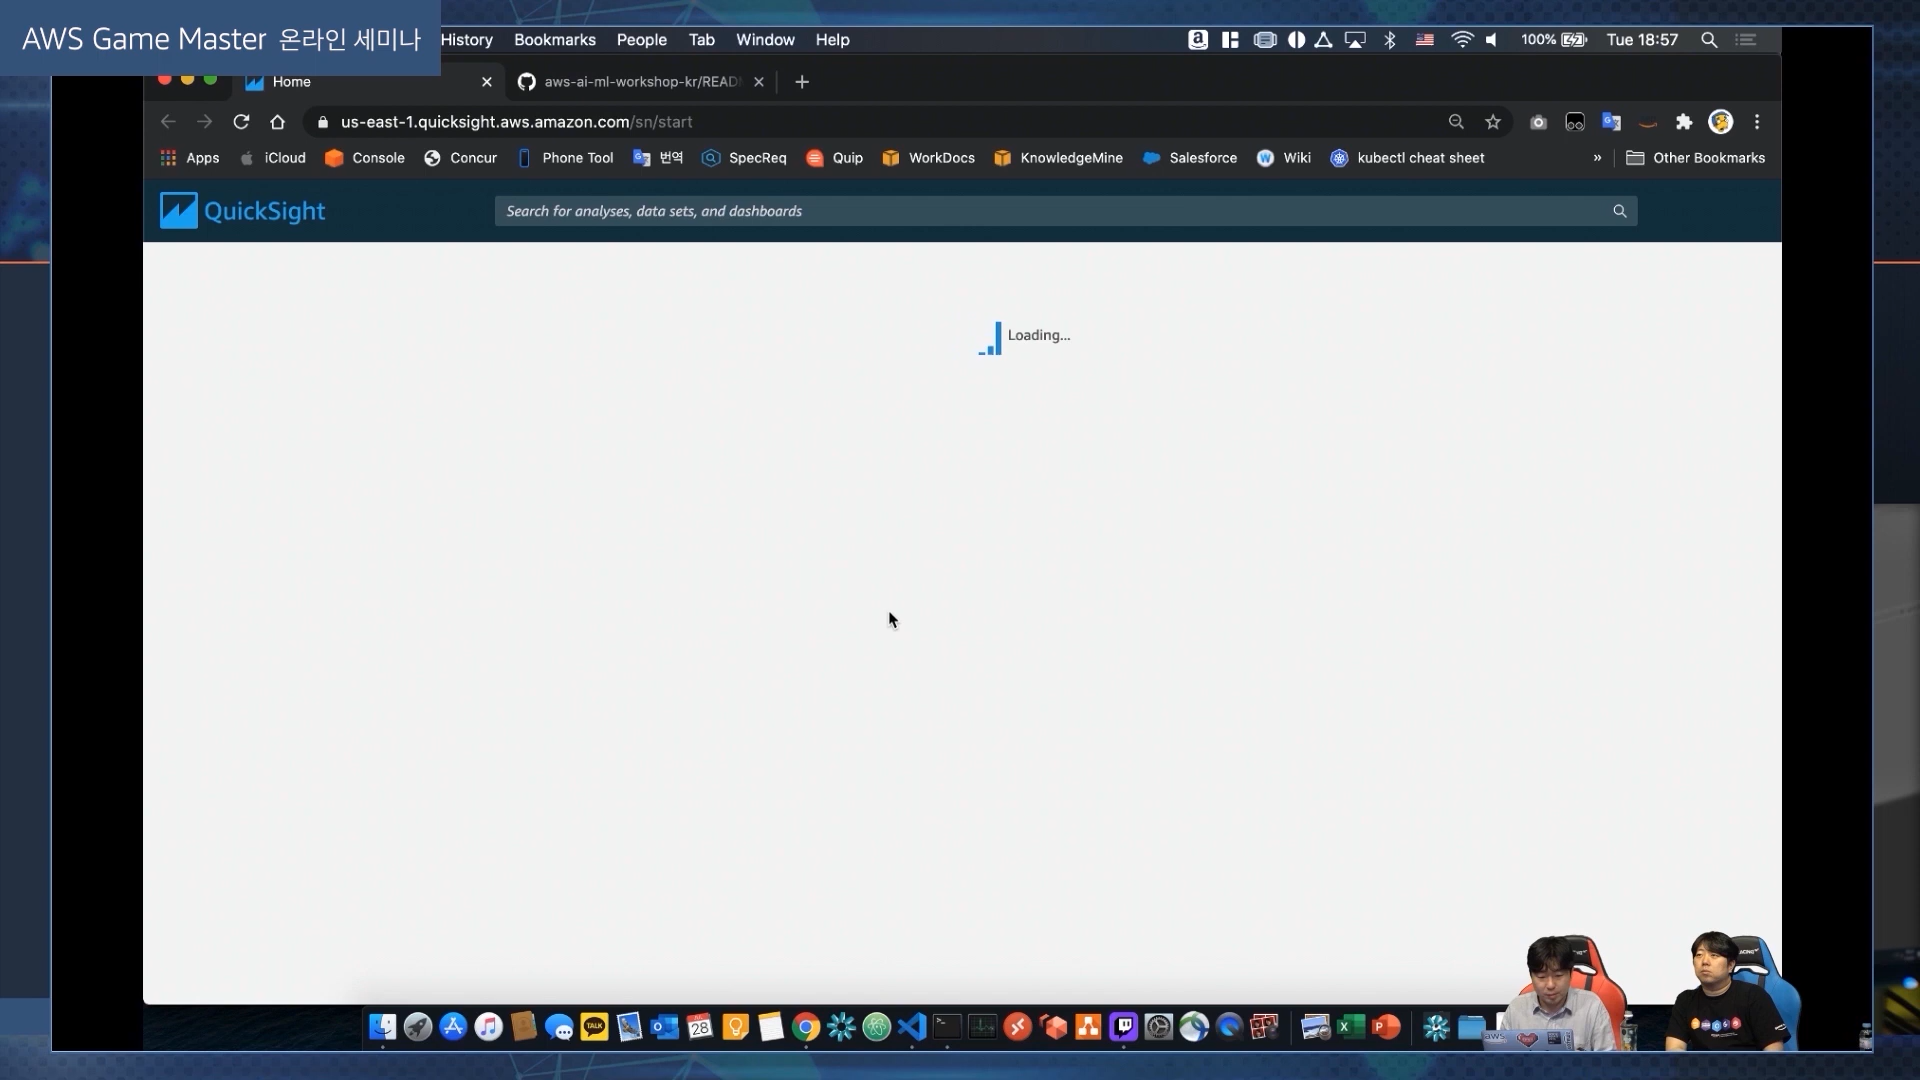 AWS Game Master 온라인 세미나
History Bookmarks People Tab Window Help
100% Tue 18:57
Home
aws-ai-ml-workshop-kr/READ
us-east-1.quicksight.aws.amazon.com/sn/start
Apps iCloud Console Concur Phone Tool 번역 SpecReq Quip WorkDocs KnowledgeMine Salesforce Wiki kubectl cheat sheet » Other Bookmarks
QuickSight
Search for analyses, data sets, and dashboards
Loading...
TALK
28
aws